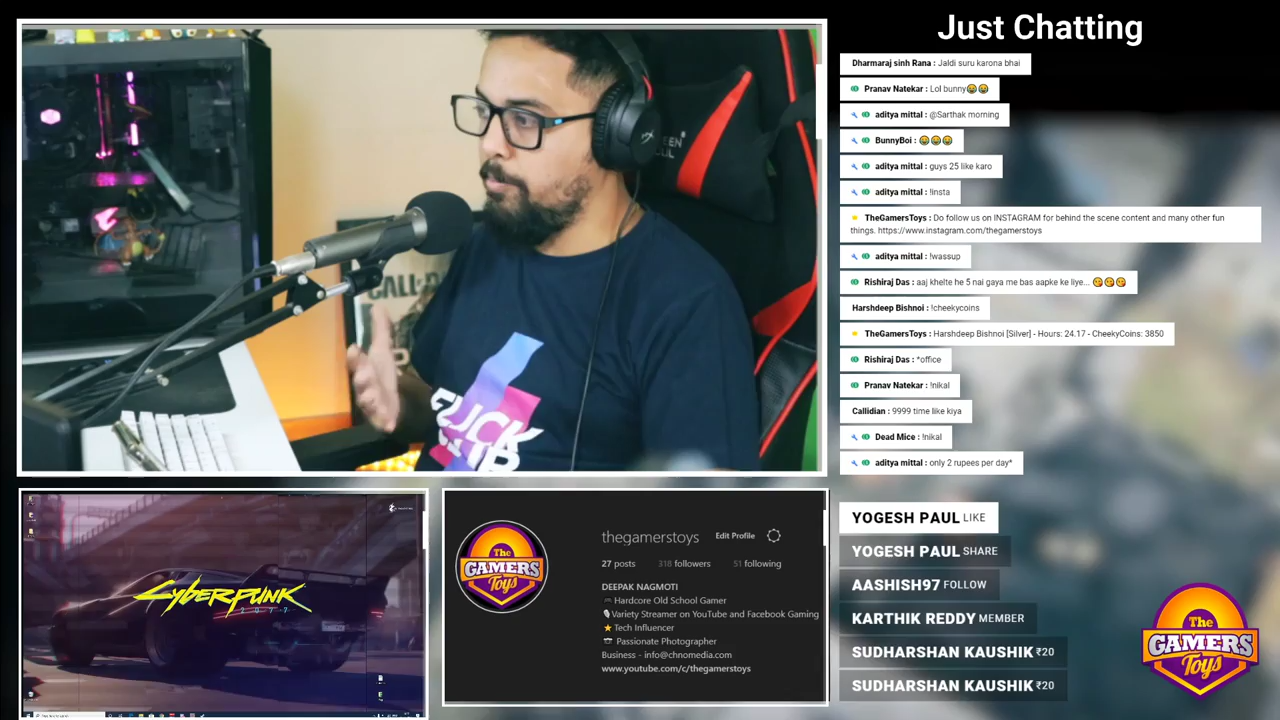 Just Chatting
Dharmaraj sinh Rana : Jaldi suru karona bhai
Pranav Natekar : Lol bunny😂😂
aditya mittal : @Sarthak morning
BunnyBoi : 😂😂😂
aditya mittal : guys 25 like karo
aditya mittal : !insta
TheGamersToys : Do follow us on INSTAGRAM for behind the scene content and many other fun
things. https://www.instagram.com/thegamerstoys
aditya mittal : !wassup
Rishiraj Das : aaj khelte he 5 nai gaya me bas aapke ke liye... 😋😋😋
Harshdeep Bishnoi : !cheekycoins
TheGamersToys : Harshdeep Bishnoi [Silver] - Hours: 24.17 - CheekyCoins: 3850
Rishiraj Das : *office
Pranav Natekar : !nikal
Callidian : 9999 time like kiya
Dead Mice : !nikal
aditya mittal : only 2 rupees per day*
CALL OF
CYBERPUNK
2077
The
GAMERS
Toys
thegamerstoys Edit Profile
27 posts 318 followers 51 following
DEEPAK NAGMOTI
Hardcore Old School Gamer
Variety Streamer on YouTube and Facebook Gaming
Tech Influencer
Passionate Photographer
Business - info@chnomedia.com
www.youtube.com/c/thegamerstoys
YOGESH PAUL LIKE
YOGESH PAUL SHARE
AASHISH97 FOLLOW
KARTHIK REDDY MEMBER
SUDHARSHAN KAUSHIK ₹20
SUDHARSHAN KAUSHIK ₹20
The
GAMERS
Toys